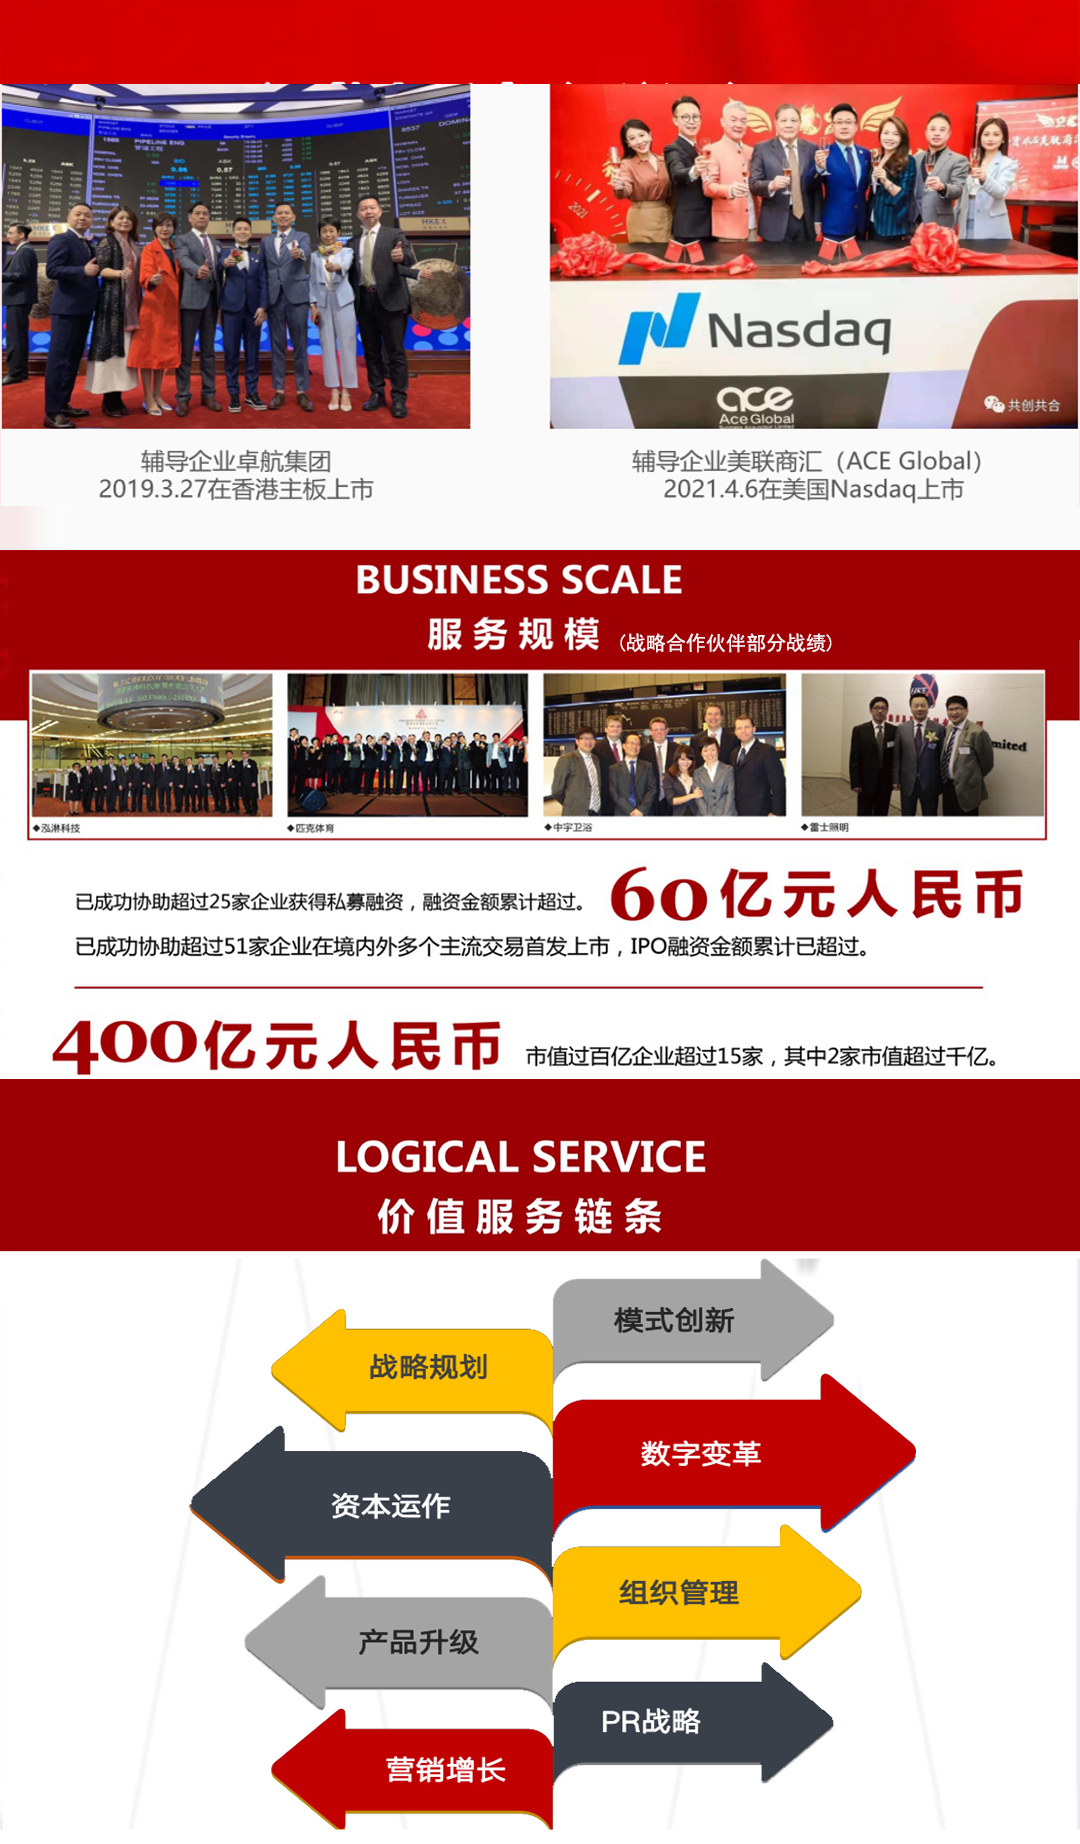 PIPELINE ENG
HKEX
2021
Nasdaq
ace
Ace Global
共创共合
辅导企业卓航集团
2019.3.27在香港主板上市
辅导企业美联商汇（ACE Global）
2021.4.6在美国Nasdaq上市
BUSINESS SCALE
服务规模 (战略合作伙伴部分战绩)
◆泓淋科技
◆匹克体育
◆中宇卫浴
◆雷士照明
已成功协助超过25家企业获得私募融资，融资金额累计超过。 60亿元人民币
已成功协助超过51家企业在境内外多个主流交易首发上市，IPO融资金额累计已超过。
400亿元人民币 市值过百亿企业超过15家，其中2家市值超过千亿。
LOGICAL SERVICE
价值服务链条
模式创新
战略规划
数字变革
资本运作
组织管理
产品升级
PR战略
营销增长